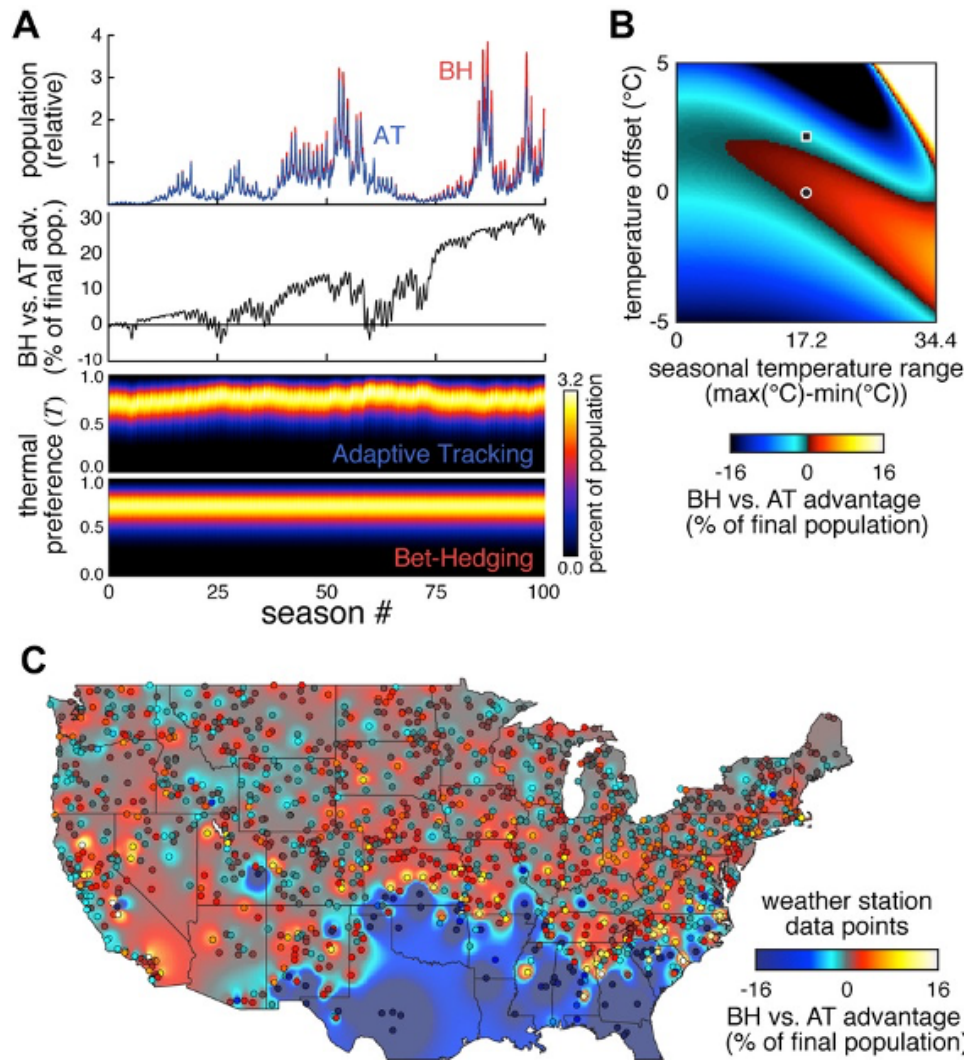 A
population
(relative)
4
3
2
1
BH
AT
BH vs. AT adv.
(% of final pop.)
30
20
10
0
-10
thermal
preference (T)
1.0
0.5
0.0
Adaptive Tracking
1.0
0.5
0.0
Bet-Hedging
3.2
0.0
percent of population
0 25 50 75 100
season #
B
temperature offset (°C)
5
0
-5
0 17.2 34.4
seasonal temperature range
(max(°C)-min(°C))
-16 0 16
BH vs. AT advantage
(% of final population)
C
weather station
data points
-16 0 16
BH vs. AT advantage
(% of final population)